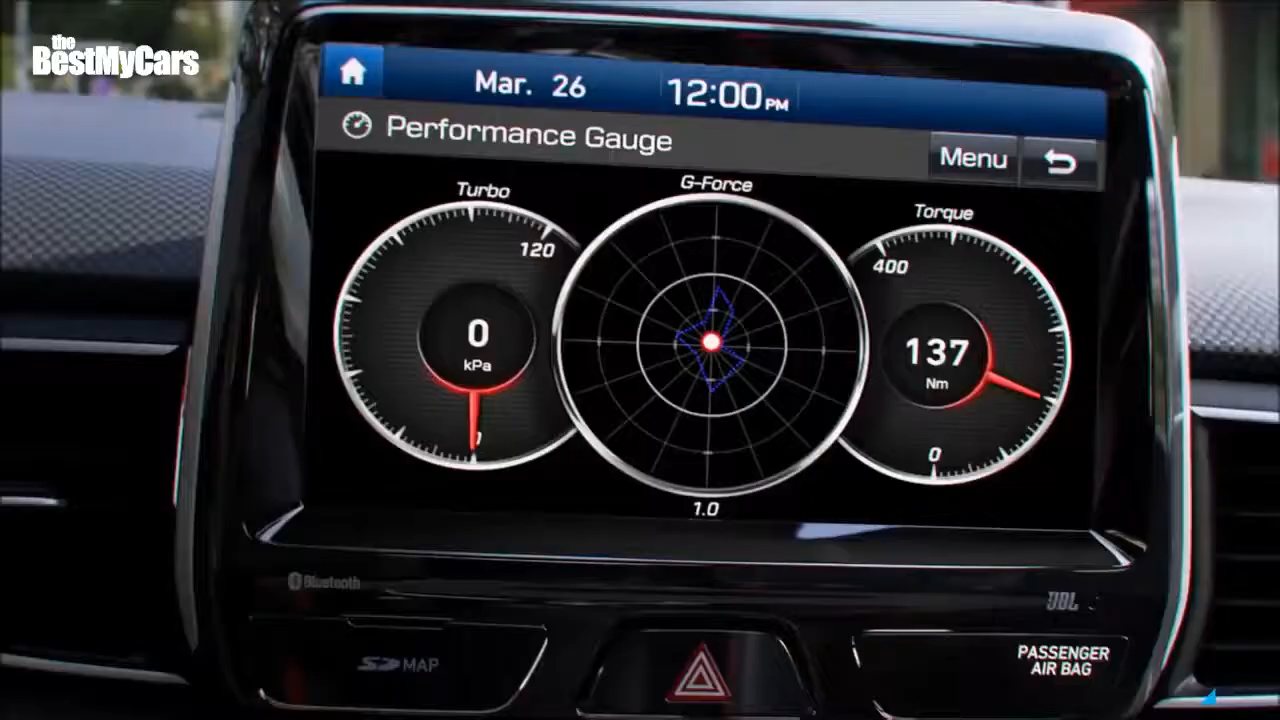 the
BestMyCars
Mar. 26
12:00 PM
Performance Gauge
Menu
Turbo
G-Force
Torque
120
400
0
kPa
137
Nm
0
1.0
Bluetooth
JBL
SD MAP
PASSENGER
AIR BAG